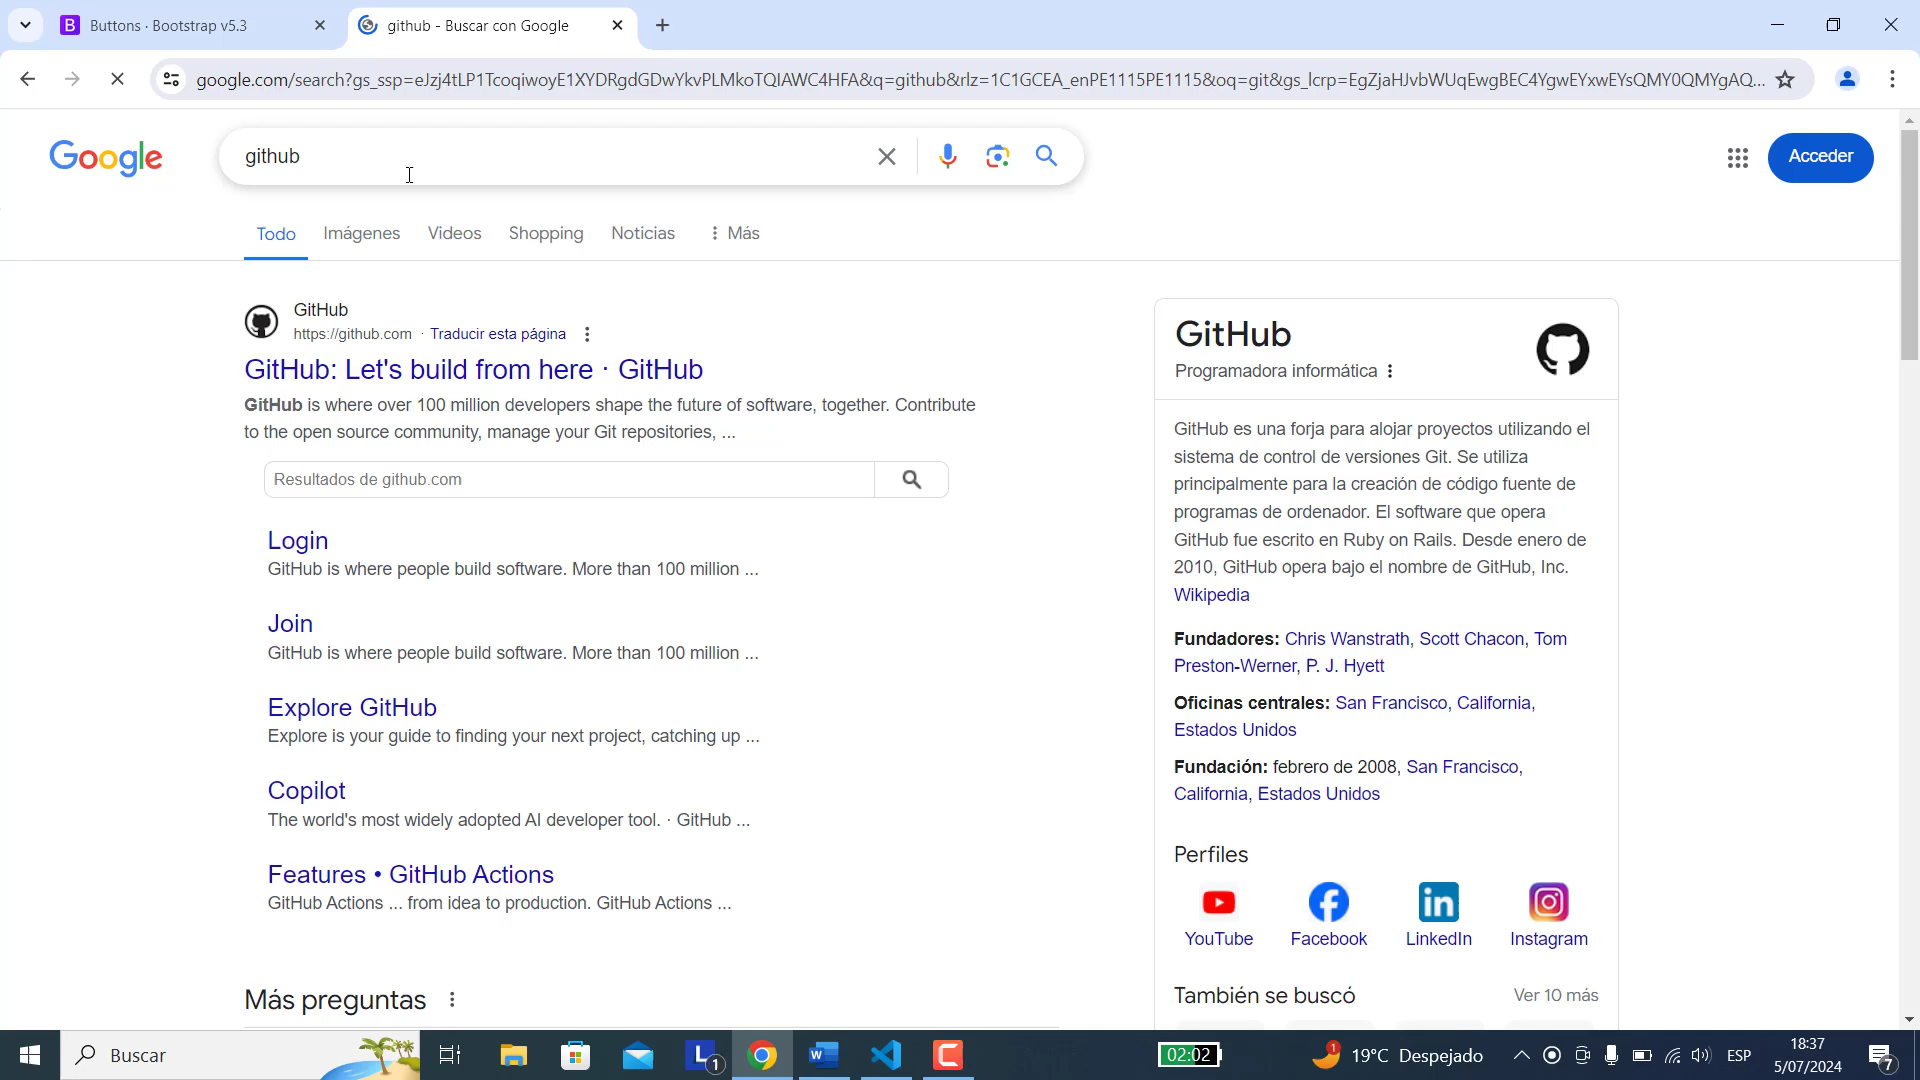 Buttons · Bootstrap v5.3
github - Buscar con Google
google.com/search?gs_ssp=eJzj4tLP1TcoqiwoyE1XYDRgdGDwYkvPLMkoTQIAWC4HFA&q=github&rlz=1C1GCEA_enPE1115PE1115&oq=git&gs_lcrp=EgZjaHJvbWUqEwgBEC4YgwEYxwEYsQMY0QMYgAQ...
Google
github
Acceder
Todo
Imágenes
Videos
Shopping
Noticias
Más
GitHub
https://github.com · Traducir esta página
GitHub: Let's build from here · GitHub
GitHub is where over 100 million developers shape the future of software, together. Contribute
to the open source community, manage your Git repositories, ...
Resultados de github.com
Login
GitHub is where people build software. More than 100 million ...
Join
GitHub is where people build software. More than 100 million ...
Explore GitHub
Explore is your guide to finding your next project, catching up ...
Copilot
The world's most widely adopted AI developer tool. · GitHub ...
Features • GitHub Actions
GitHub Actions ... from idea to production. GitHub Actions ...
Más preguntas
GitHub
Programadora informática
GitHub es una forja para alojar proyectos utilizando el
sistema de control de versiones Git. Se utiliza
principalmente para la creación de código fuente de
programas de ordenador. El software que opera
GitHub fue escrito en Ruby on Rails. Desde enero de
2010, GitHub opera bajo el nombre de GitHub, Inc.
Wikipedia
Fundadores: Chris Wanstrath, Scott Chacon, Tom
Preston-Werner, P. J. Hyett
Oficinas centrales: San Francisco, California,
Estados Unidos
Fundación: febrero de 2008, San Francisco,
California, Estados Unidos
Perfiles
YouTube
Facebook
LinkedIn
Instagram
También se buscó
Ver 10 más
Buscar
L
1
02:02
1
19°C Despejado
ESP
18:37
5/07/2024
7